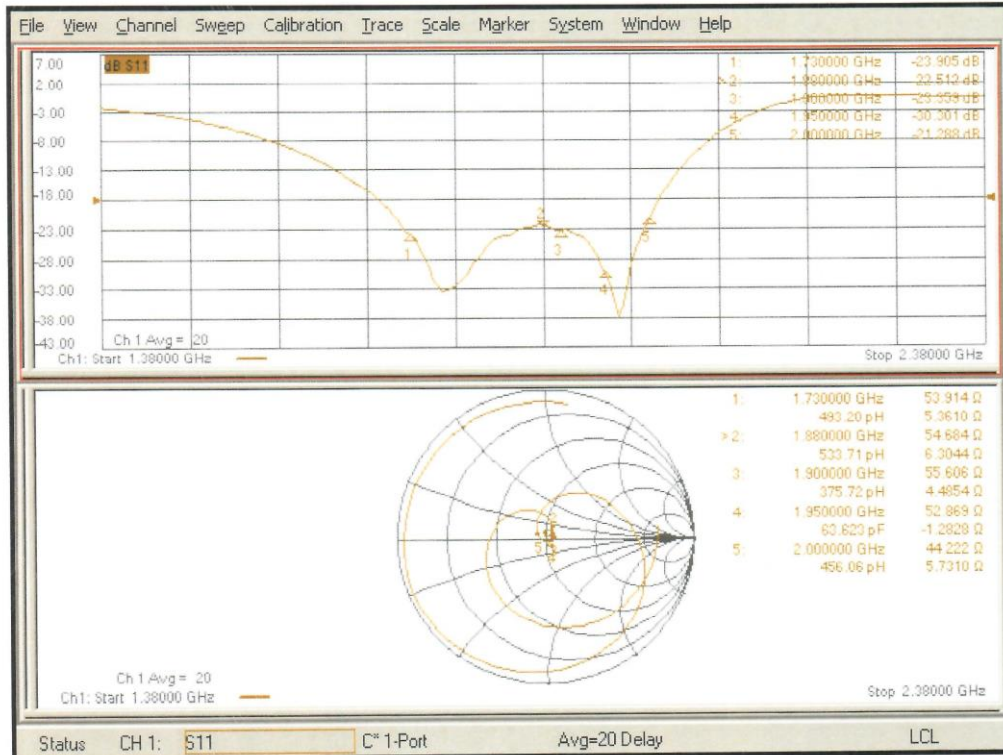 File View Channel Sweep Calibration Trace Scale Marker System Window Help
7.00
2.00
-3.00
-8.00
-13.00
-18.00
-23.00
-28.00
-33.00
-38.00
-43.00
dB S11
1: 1.730000 GHz -23.905 dB
>2: 1.880000 GHz -22.512 dB
3: 1.900000 GHz -23.359 dB
4: 1.950000 GHz -30.301 dB
5: 2.000000 GHz -21.288 dB
1
2
3
4
5
Ch 1 Avg = 20
Ch1: Start 1.38000 GHz
Stop 2.38000 GHz
1: 1.730000 GHz 53.914 Ω
493.20 pH 5.3610 Ω
>2: 1.880000 GHz 54.684 Ω
533.71 pH 6.3044 Ω
3 1.900000 GHz 55.606 Ω
375.72 pH 4.4854 Ω
4 1.950000 GHz 52.869 Ω
63.623 pF -1.2828 Ω
5: 2.000000 GHz 44.222 Ω
456.06 pH 5.7310 Ω
5
Ch 1 Avg = 20
Ch1: Start 1.38000 GHz
Stop 2.38000 GHz
Status CH 1: S11 C* 1-Port Avg=20 Delay LCL